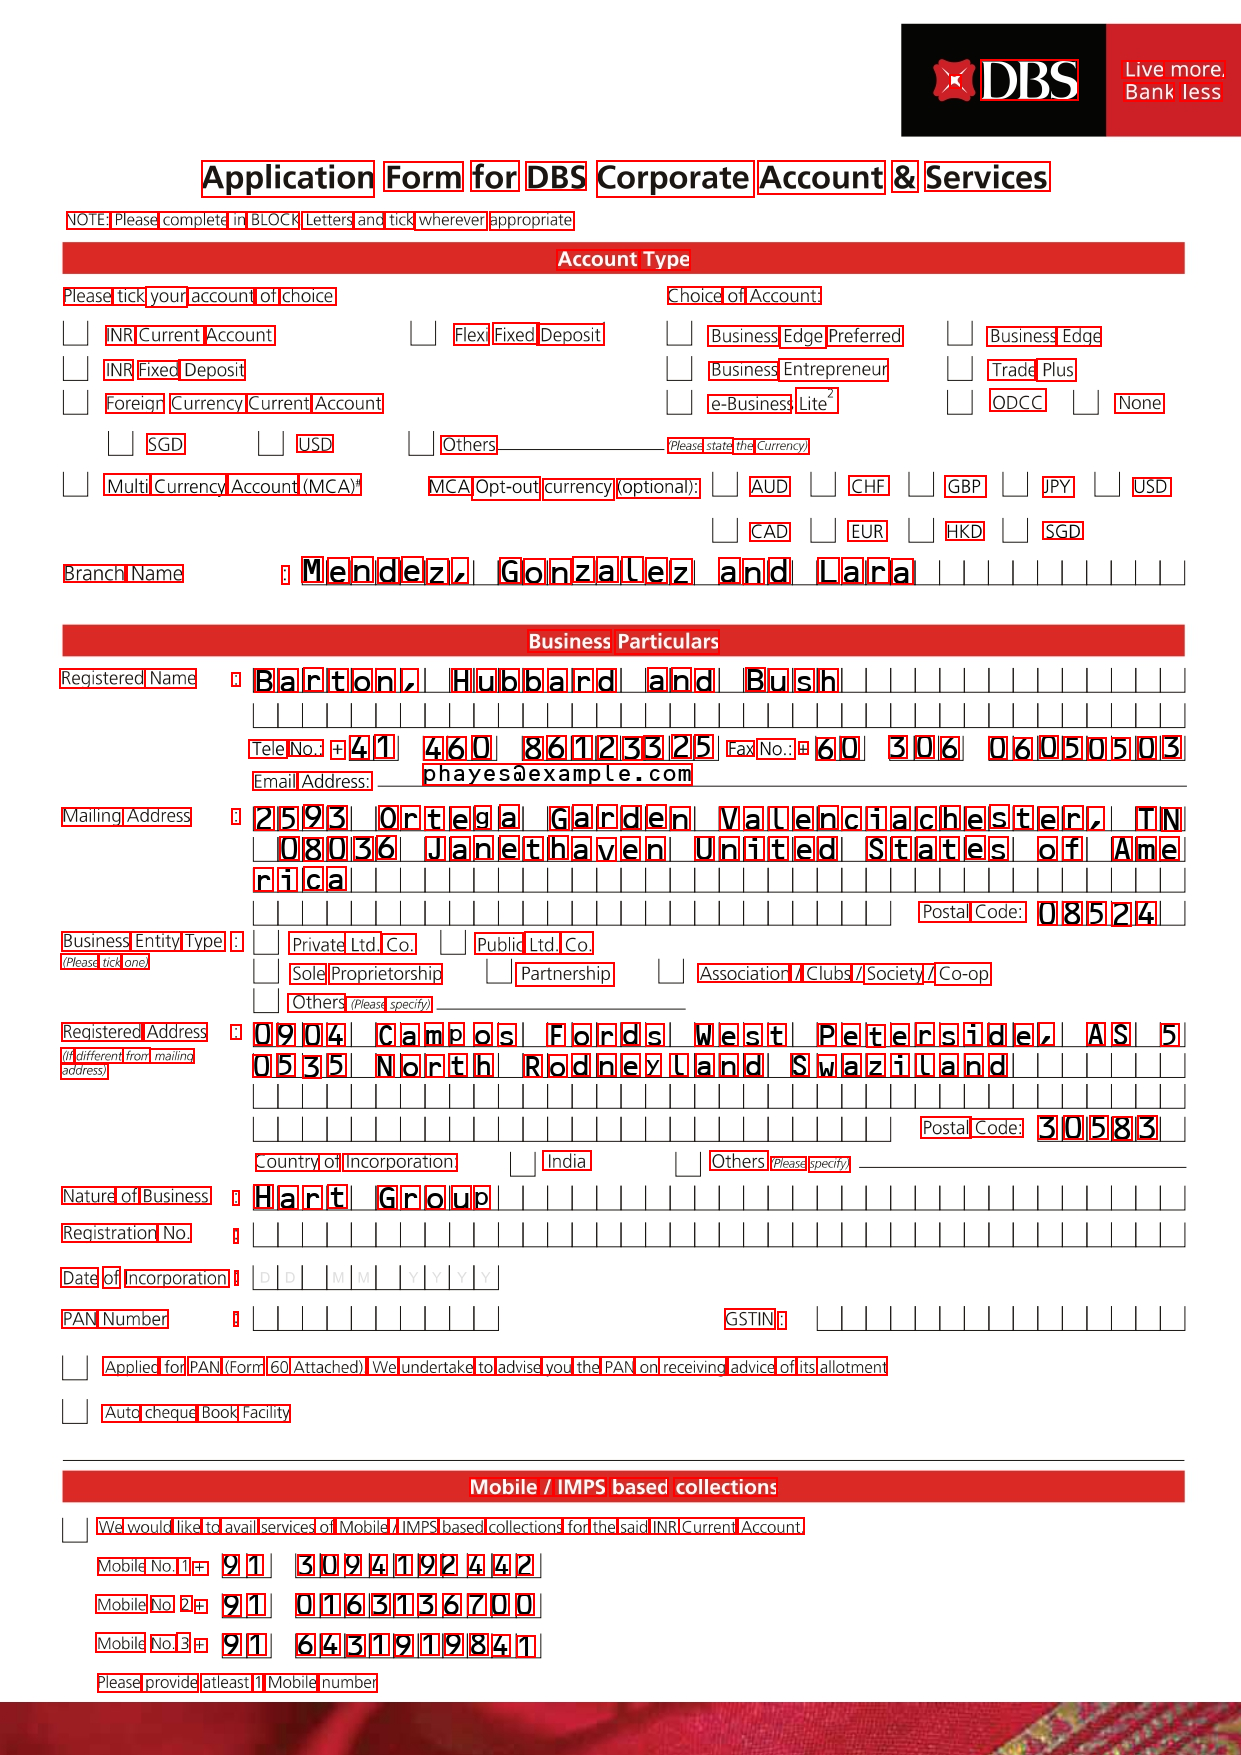 DBS
Live more,
Bank less
Application Form for DBS Corporate Account & Services
NOTE: Please complete in BLOCK Letters and tick wherever appropriate
Account Type
Please tick your account of choice
Choice of Account:
INR Current Account Flexi Fixed Deposit Business Edge Preferred Business Edge
INR Fixed Deposit Business Entrepreneur Trade Plus
Foreign Currency Current Account e-Business Lite² ODCC None
SGD USD Others (Please state the Currency)
Multi Currency Account (MCA)# MCA Opt-out currency (optional): AUD CHF GBP JPY USD
CAD EUR HKD SGD
Branch Name : Mendez, Gonzalez and Lara
Business Particulars
Registered Name : Barton, Hubbard and Bush
Tele No.: + 41 460 86123325 Fax No.: + 60 306 06050503
Email Address: phayes@example.com
Mailing Address : 2593 Ortega Garden Valenciachester, TN
08036 Janethaven United States of Ame
rica
Postal Code: 08524
Business Entity Type : Private Ltd. Co. Public Ltd. Co.
(Please tick one)
Sole Proprietorship Partnership Association / Clubs / Society / Co-op
Others (Please specify)
Registered Address : 0904 Campos Fords West Peterside, AS 5
(If different from mailing
address)
0535 North Rodneyland Swaziland
Postal Code: 30583
Country of Incorporation: India Others (Please specify)
Nature of Business : Hart Group
Registration No. :
Date of Incorporation : D D M M Y Y Y Y
PAN Number : GSTIN :
Applied for PAN (Form 60 Attached). We undertake to advise you the PAN on receiving advice of its allotment
Auto cheque Book Facility
Mobile / IMPS based collections
We would like to avail services of Mobile / IMPS based collections for the said INR Current Account.
Mobile No. 1 + 91 3094192442
Mobile No. 2 + 91 0163136700
Mobile No. 3 + 91 6431919841
Please provide atleast 1 Mobile number